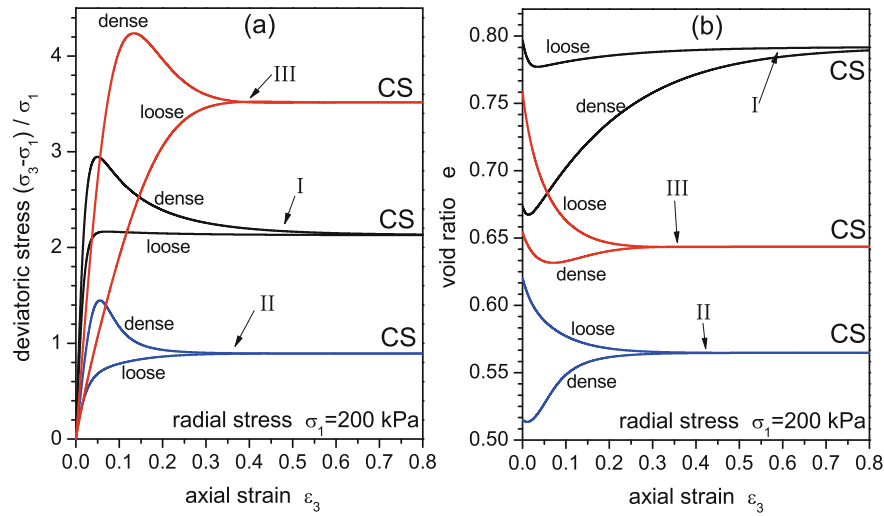 (a)
dense
III
CS
loose
dense
I
CS
loose
dense
II
CS
loose
radial stress σ₁=200 kPa
0
1
2
3
4
0.0 0.1 0.2 0.3 0.4 0.5 0.6 0.7 0.8
axial strain ε₃
deviatoric stress (σ₃-σ₁) / σ₁
(b)
loose
CS
I
dense
III
loose
CS
dense
II
loose
CS
dense
radial stress σ₁=200 kPa
0.80
0.75
0.70
0.65
0.60
0.55
0.50
0.0 0.1 0.2 0.3 0.4 0.5 0.6 0.7 0.8
axial strain ε₃
void ratio e